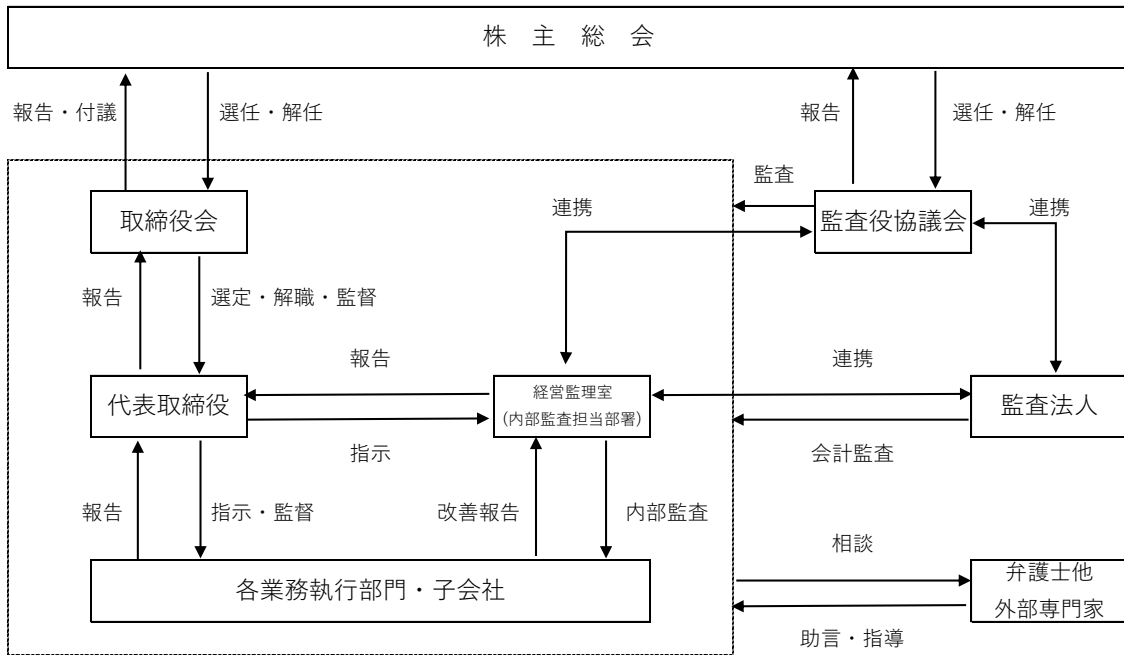 株　主　総　会
報告・付議
選任・解任
報告
選任・解任
監査
取締役会
連携
監査役協議会
連携
報告
選定・解職・監督
報告
連携
代表取締役
経営監理室
(内部監査担当部署)
監査法人
指示
会計監査
報告
指示・監督
改善報告
内部監査
相談
各業務執行部門・子会社
弁護士他
外部専門家
助言・指導